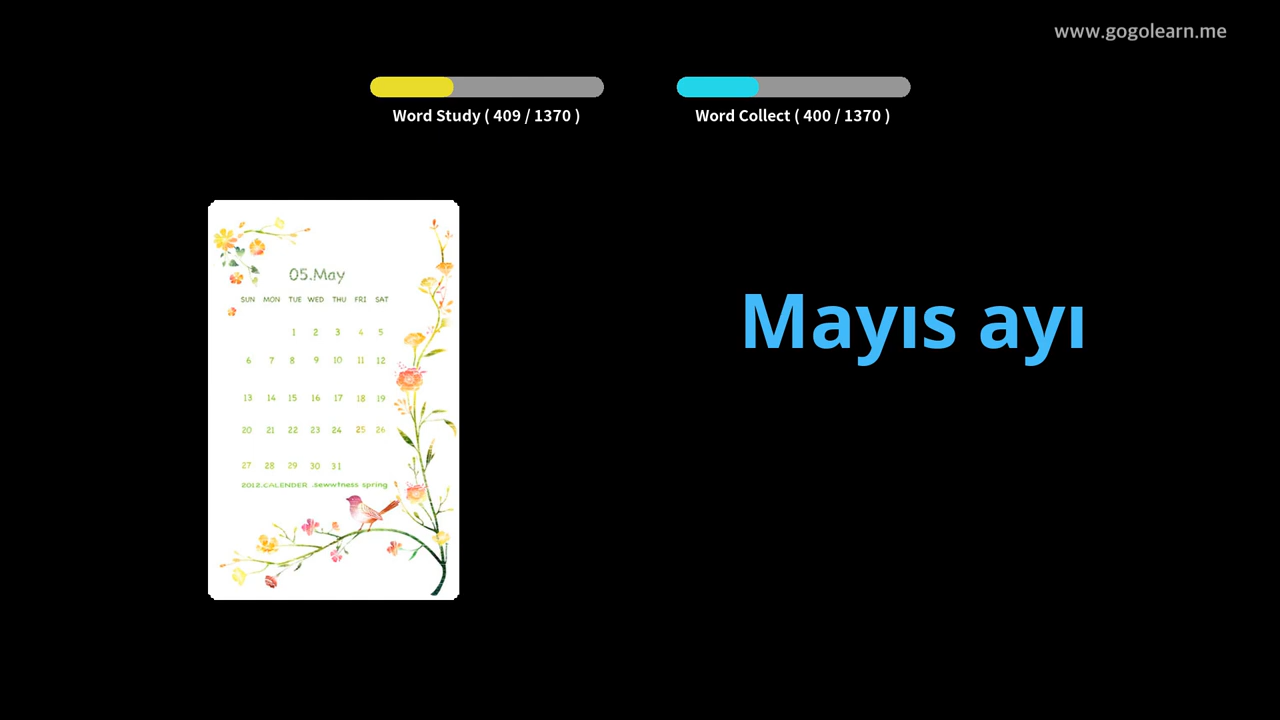 www.gogolearn.me
Word Study ( 409 / 1370 )
Word Collect ( 400 / 1370 )
05.May
SUN MON TUE WED THU FRI SAT
1 2 3 4 5
6 7 8 9 10 11 12
13 14 15 16 17 18 19
20 21 22 23 24 25 26
27 28 29 30 31
2012.CALENDER .sewwtness spring
Mayıs ayı